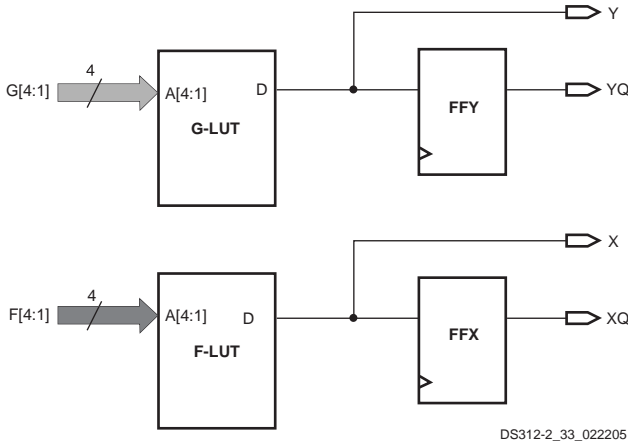 Y
4
G[4:1]
A[4:1]
D
YQ
FFY
G-LUT
X
4
F[4:1]
A[4:1]
D
XQ
FFX
F-LUT
DS312-2_33_022205